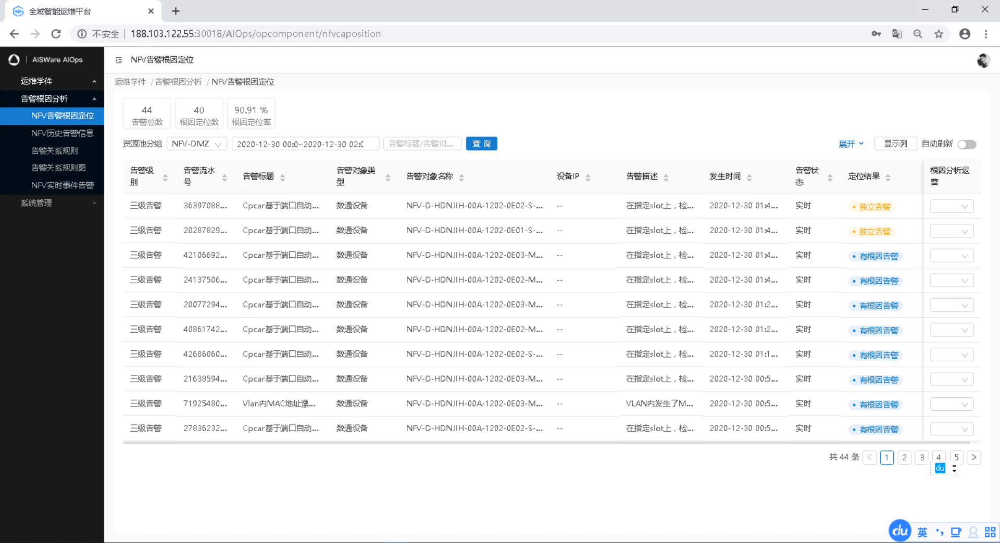 全域智能运维平台
不安全 | 188.103.122.55:30018/AIOps/opcomponent/nfvcaposition
AISWare AIOps
运维学件
告警根因分析
NFV告警根因定位
NFV历史告警信息
告警关系规则
告警关系规则图
NFV实时事件告警
系统管理
NFV告警根因定位
运维学件 / 告警根因分析 / NFV告警根因定位
44 告警总数
40 根因定位数
90.91 % 根因定位率
资源池分组 NFV-DMZ 2020-12-30 00:0~2020-12-30 02:0 告警标题/告警对... 查 询 展开 显示列 自动刷新
告警级别 告警流水号 告警标题 告警对象类型 告警对象名称 设备IP 告警描述 发生时间 告警状态 定位结果 根因分析运营
三级告警 36397088... Cpcar基于端口自动... 数通设备 NFV-D-HDNJIH-00A-1202-0E02-S-... -- 在指定slot上，检... 2020-12-30 01:4... 实时 独立告警
三级告警 20287829... Cpcar基于端口自动... 数通设备 NFV-D-HDNJIH-00A-1202-0E01-S-... -- 在指定slot上，检... 2020-12-30 01:4... 实时 独立告警
三级告警 42106692... Cpcar基于端口自动... 数通设备 NFV-D-HDNJIH-00A-1202-0E03-M... -- 在指定slot上，检... 2020-12-30 01:4... 实时 有根因告警
三级告警 24137506... Cpcar基于端口自动... 数通设备 NFV-D-HDNJIH-00A-1202-0E02-M... -- 在指定slot上，检... 2020-12-30 01:4... 实时 有根因告警
三级告警 20077294... Cpcar基于端口自动... 数通设备 NFV-D-HDNJIH-00A-1202-0E03-M... -- 在指定slot上，检... 2020-12-30 01:2... 实时 有根因告警
三级告警 40861742... Cpcar基于端口自动... 数通设备 NFV-D-HDNJIH-00A-1202-0E02-M... -- 在指定slot上，检... 2020-12-30 01:2... 实时 有根因告警
三级告警 42686060... Cpcar基于端口自动... 数通设备 NFV-D-HDNJIH-00A-1202-0E02-S-... -- 在指定slot上，检... 2020-12-30 01:1... 实时 有根因告警
三级告警 21638594... Cpcar基于端口自动... 数通设备 NFV-D-HDNJIH-00A-1202-0E03-M... -- 在指定slot上，检... 2020-12-30 00:5... 实时 有根因告警
三级告警 71925480... Vlan内MAC地址漂... 数通设备 NFV-D-HDNJIH-00A-1202-0E03-M... -- VLAN内发生了M... 2020-12-30 00:5... 实时 有根因告警
三级告警 27836232... Cpcar基于端口自动... 数通设备 NFV-D-HDNJIH-00A-1202-0E02-S-... -- 在指定slot上，检... 2020-12-30 00:5... 实时 有根因告警
共 44 条 < 1 2 3 4 5 >
du
du 英